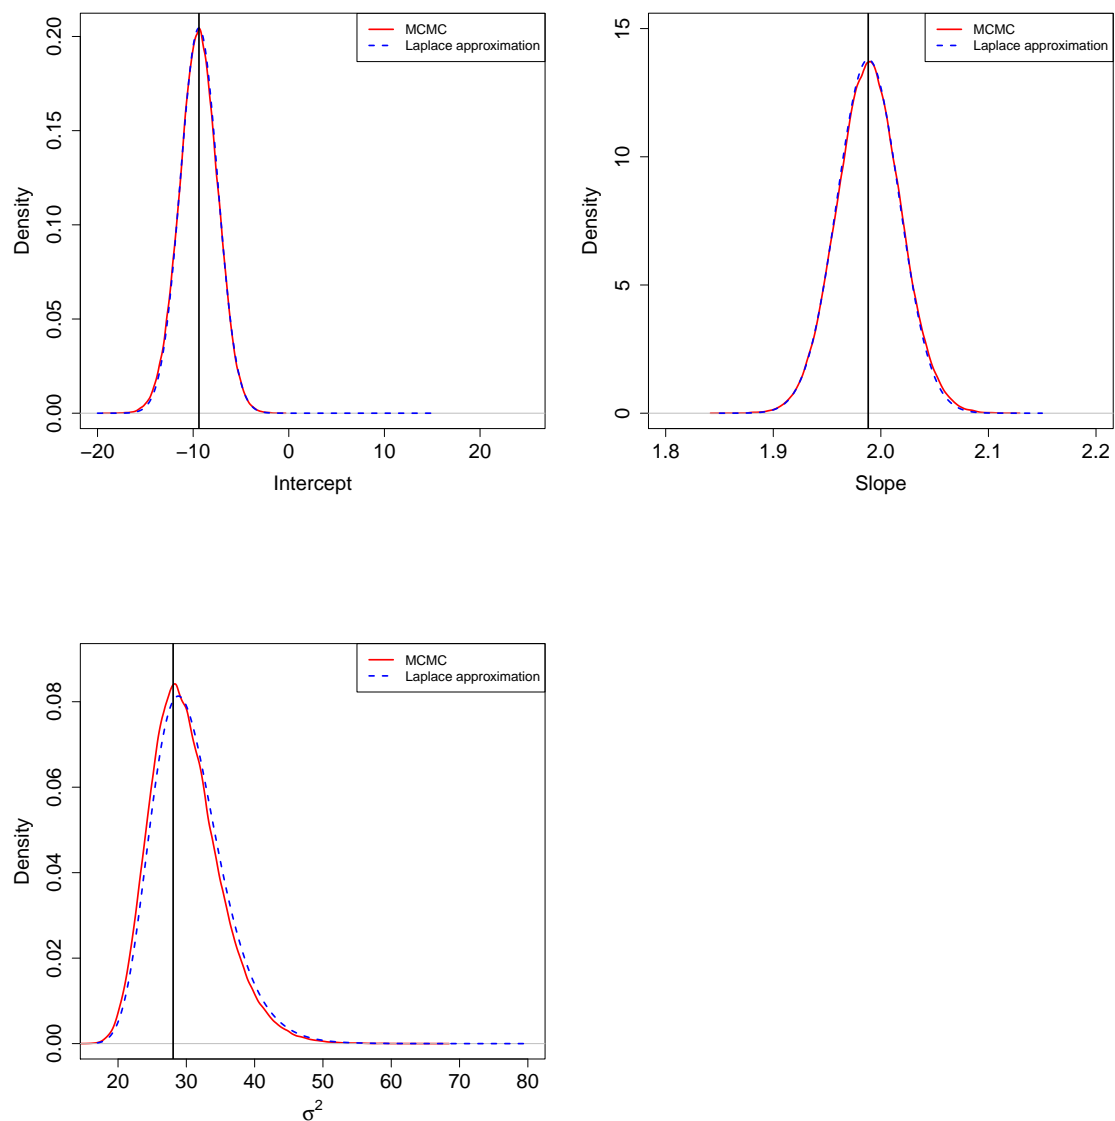 MCMC
Laplace approximation
0.20
0.15
0.10
0.05
0.00
Density
−20 −10 0 10 20
Intercept
MCMC
Laplace approximation
15
10
5
0
Density
1.8 1.9 2.0 2.1 2.2
Slope
MCMC
Laplace approximation
0.08
0.06
0.04
0.02
0.00
Density
20 30 40 50 60 70 80
σ²